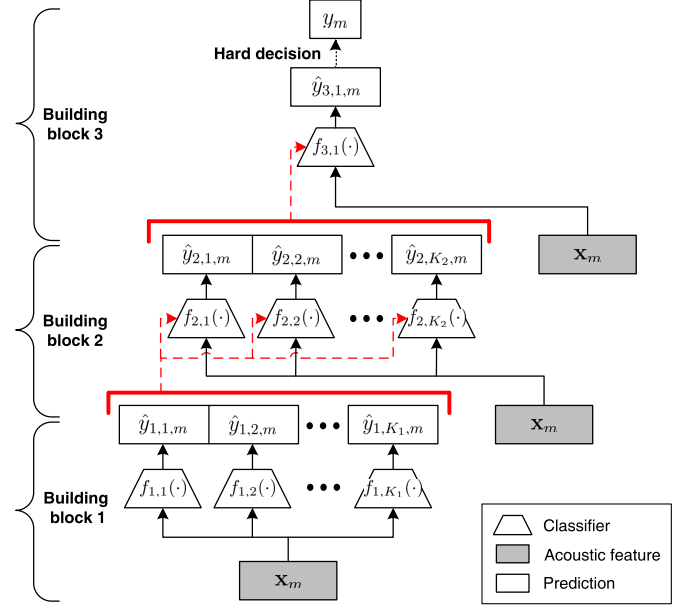 y_m
Hard decision
ŷ_{3,1,m}
Building
block 3
f_{3,1}(·)
ŷ_{2,1,m} ŷ_{2,2,m} ••• ŷ_{2,K_2,m}
x_m
Building
block 2
f_{2,1}(·) f_{2,2}(·) ••• f_{2,K_2}(·)
ŷ_{1,1,m} ŷ_{1,2,m} ••• ŷ_{1,K_1,m}
x_m
Building
block 1
f_{1,1}(·) f_{1,2}(·) ••• f_{1,K_1}(·)
x_m
Classifier
Acoustic feature
Prediction